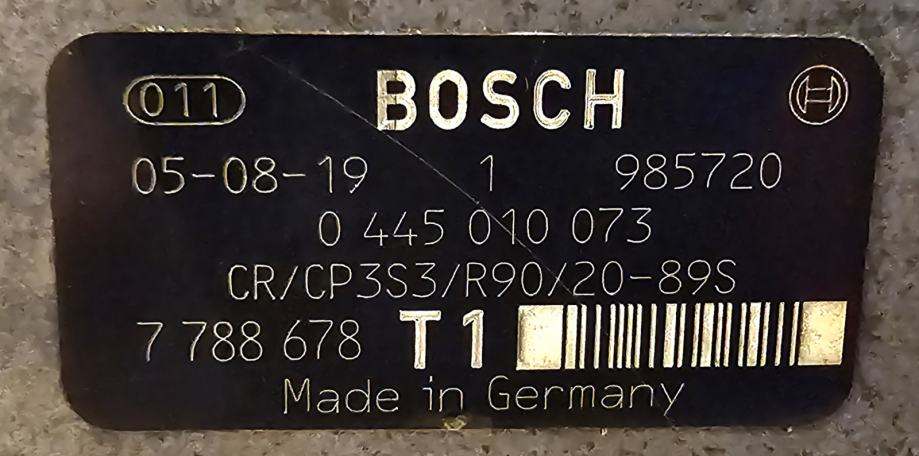 011 BOSCH
05-08-19 1 985720
0 445 010 073
CR/CP3S3/R90/20-89S
7 788 678 T1
Made in Germany